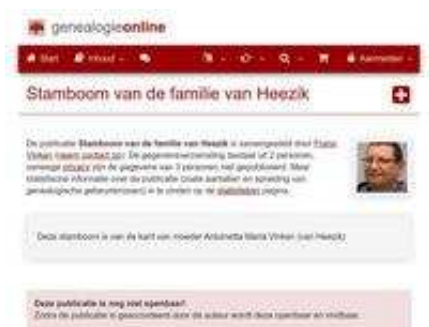 genealogieonline
Start Inhoud Aanmelden
Stamboom van de familie van Heezik
De publicatie Stamboom van de familie van Heezik is samengesteld door Frans
Vinken (neem contact op). De gegevensverzameling bestaat uit 2 personen,
vanwege privacy zijn de gegevens van 3 personen niet gepubliceerd. Meer
statistische informatie over de publicatie (zoals aantallen en spreiding van
genealogische gebeurtenissen) is te vinden op de statistieken pagina.
Deze stamboom is van de kant van moeder Antoinetta Maria Vinken (van Heezik)
Deze publicatie is nog niet openbaar!
Zodra de publicatie is geaccordeerd door de auteur wordt deze openbaar en vindbaar.